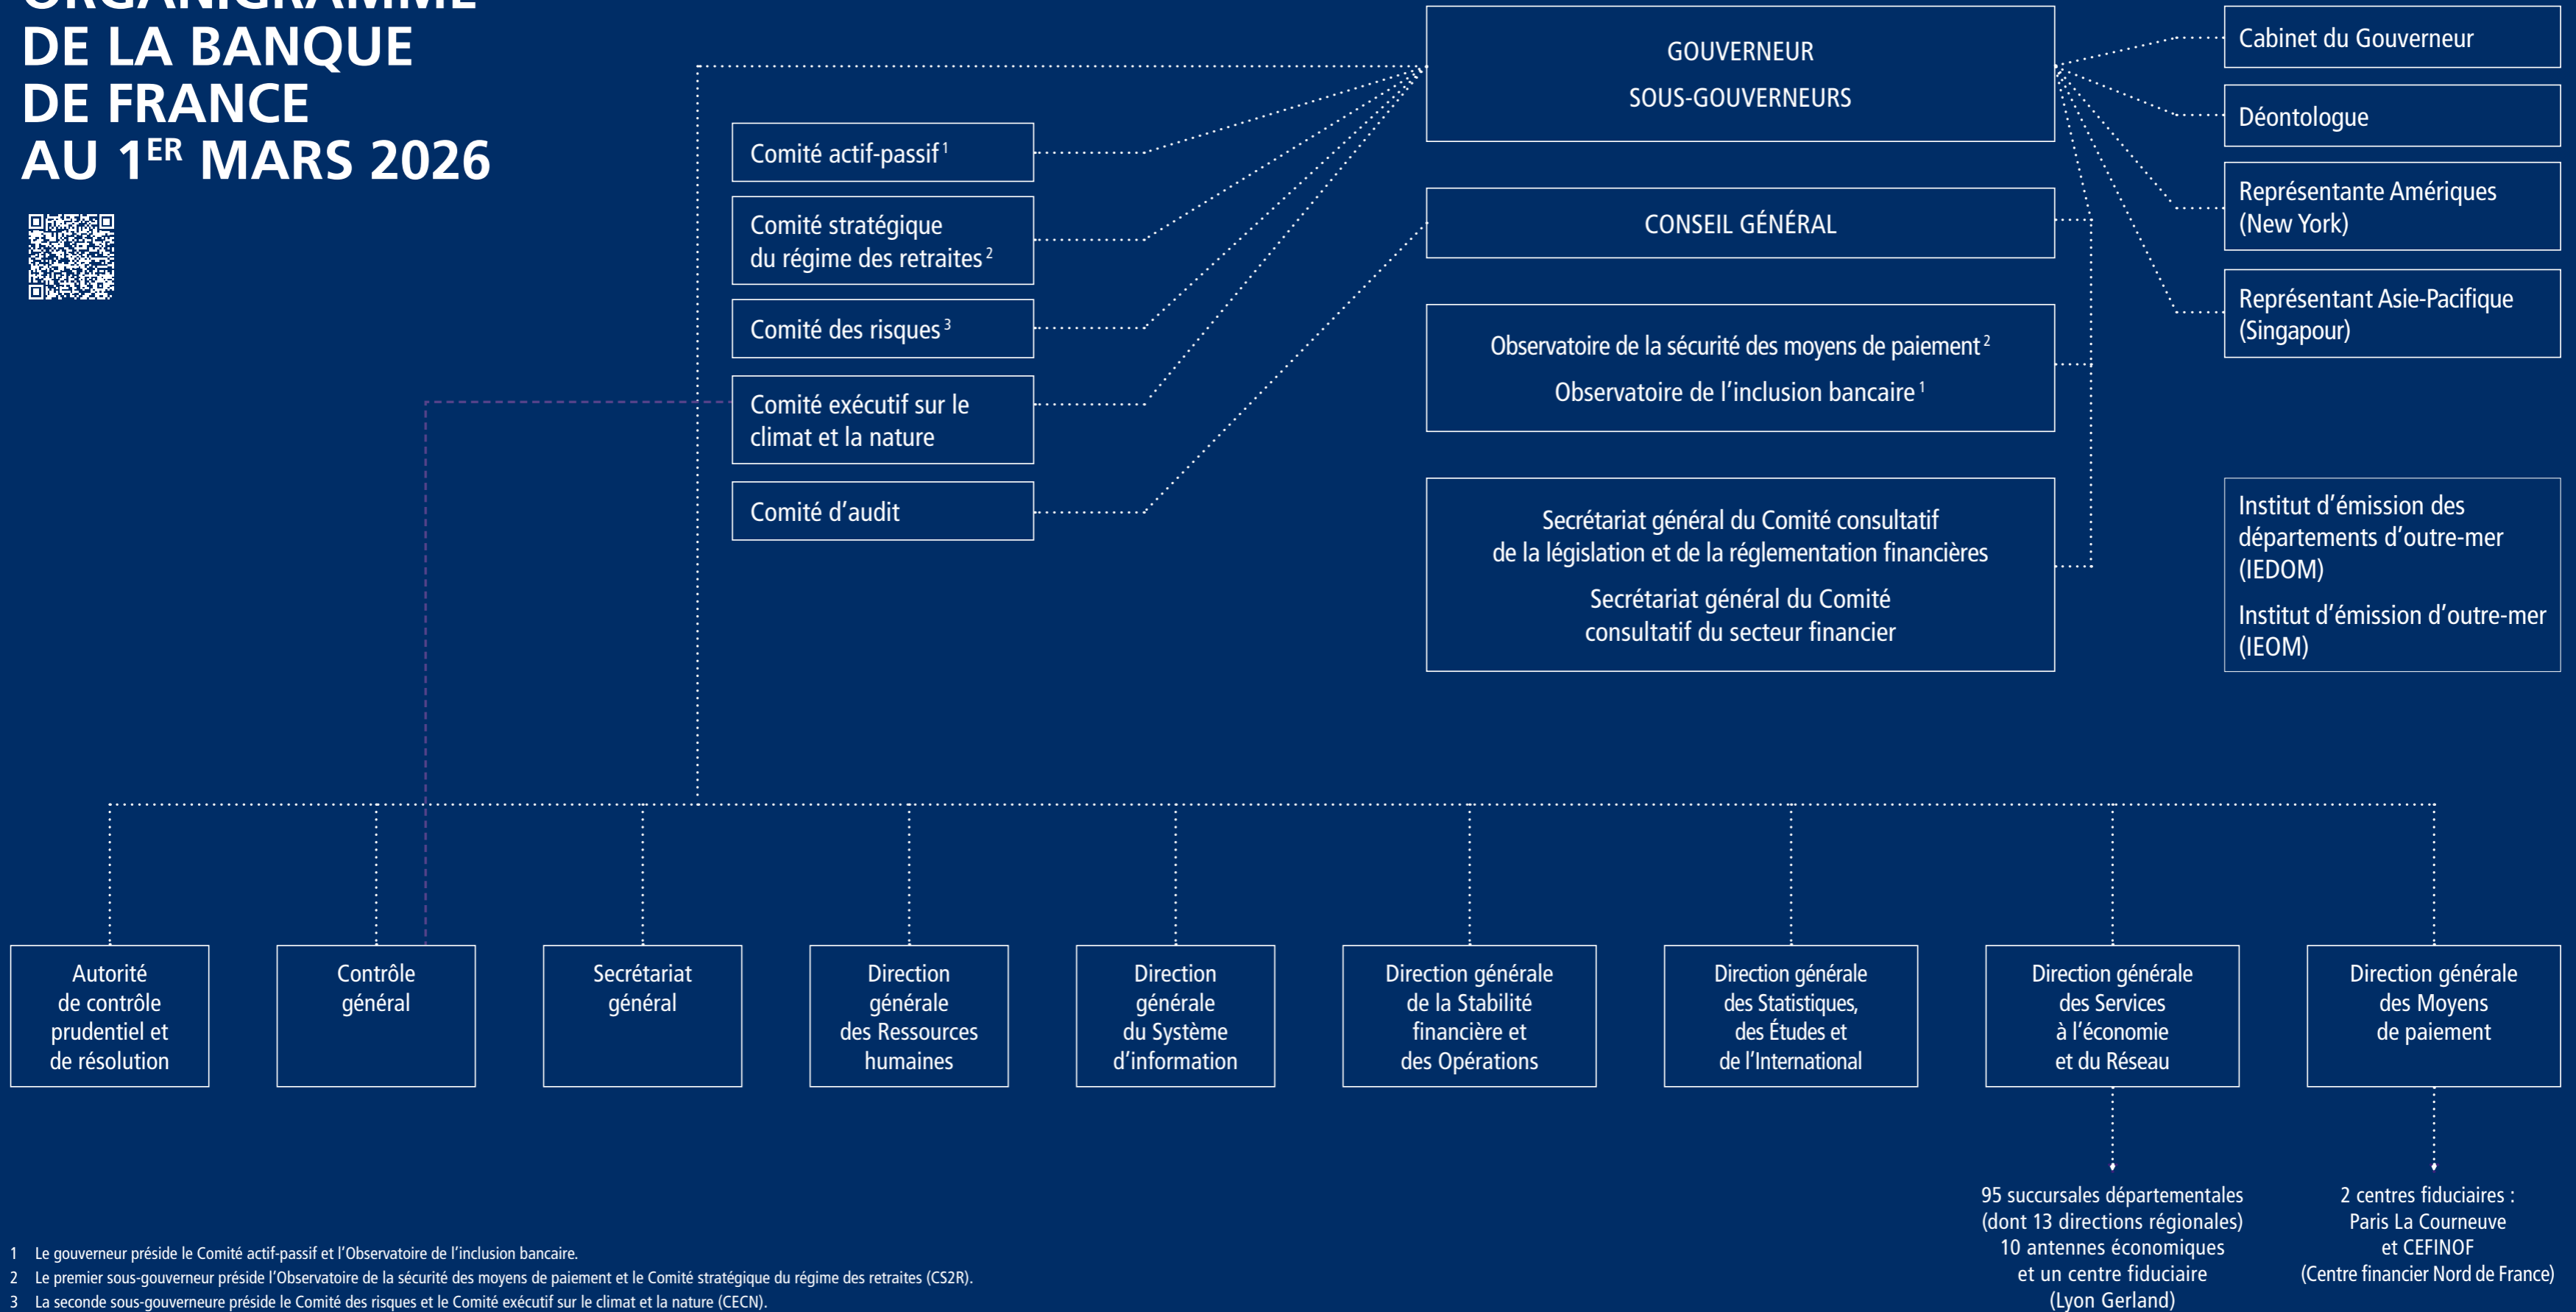 ORGANIGRAMME
DE LA BANQUE
DE FRANCE
AU 1ER MARS 2026
GOUVERNEUR
SOUS-GOUVERNEURS
CONSEIL GÉNÉRAL
Observatoire de la sécurité des moyens de paiement 2
Observatoire de l’inclusion bancaire 1
Secrétariat général du Comité consultatif
de la législation et de la réglementation financières
Secrétariat général du Comité
consultatif du secteur financier
Comité actif-passif 1
Comité stratégique
du régime des retraites 2
Comité des risques 3
Comité exécutif sur le
climat et la nature
Comité d’audit
Cabinet du Gouverneur
Déontologue
Représentante Amériques
(New York)
Représentant Asie-Pacifique
(Singapour)
Institut d’émission des
départements d’outre-mer
(IEDOM)
Institut d’émission d’outre-mer
(IEOM)
Autorité
de contrôle
prudentiel et
de résolution
Contrôle
général
Secrétariat
général
Direction
générale
des Ressources
humaines
Direction
générale
du Système
d’information
Direction générale
de la Stabilité
financière et
des Opérations
Direction générale
des Statistiques,
des Études et
de l’International
Direction générale
des Services
à l’économie
et du Réseau
Direction générale
des Moyens
de paiement
95 succursales départementales
(dont 13 directions régionales)
10 antennes économiques
et un centre fiduciaire
(Lyon Gerland)
2 centres fiduciaires :
Paris La Courneuve
et CEFINOF
(Centre financier Nord de France)
1 Le gouverneur préside le Comité actif-passif et l’Observatoire de l’inclusion bancaire.
2 Le premier sous-gouverneur préside l’Observatoire de la sécurité des moyens de paiement et le Comité stratégique du régime des retraites (CS2R).
3 La seconde sous-gouverneure préside le Comité des risques et le Comité exécutif sur le climat et la nature (CECN).